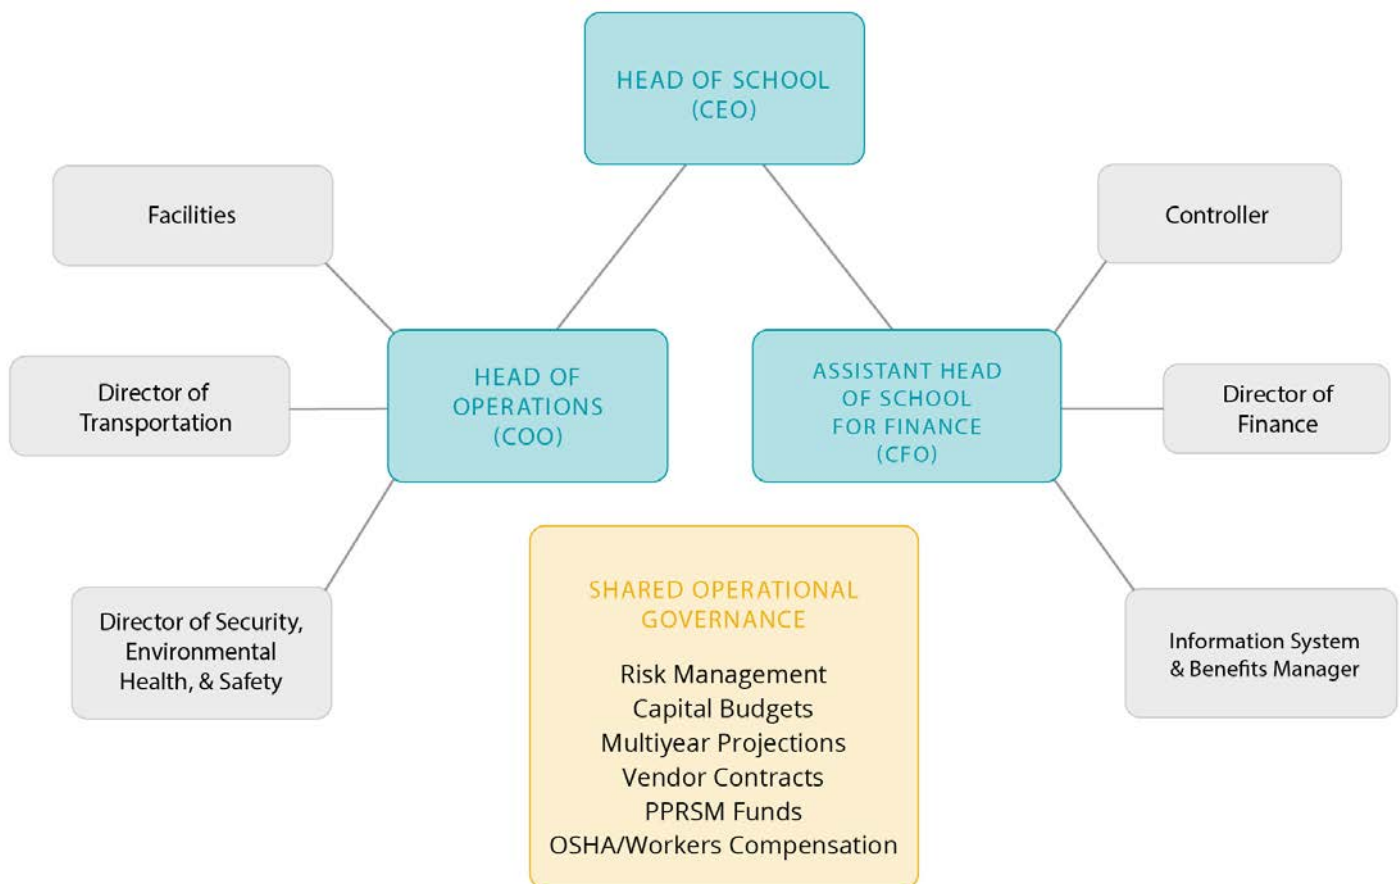 HEAD OF SCHOOL
(CEO)
Facilities
Controller
Director of
Transportation
HEAD OF
OPERATIONS
(COO)
ASSISTANT HEAD
OF SCHOOL
FOR FINANCE
(CFO)
Director of
Finance
Director of Security,
Environmental
Health, & Safety
SHARED OPERATIONAL
GOVERNANCE
Risk Management
Capital Budgets
Multiyear Projections
Vendor Contracts
PPRSM Funds
OSHA/Workers Compensation
Information System
& Benefits Manager